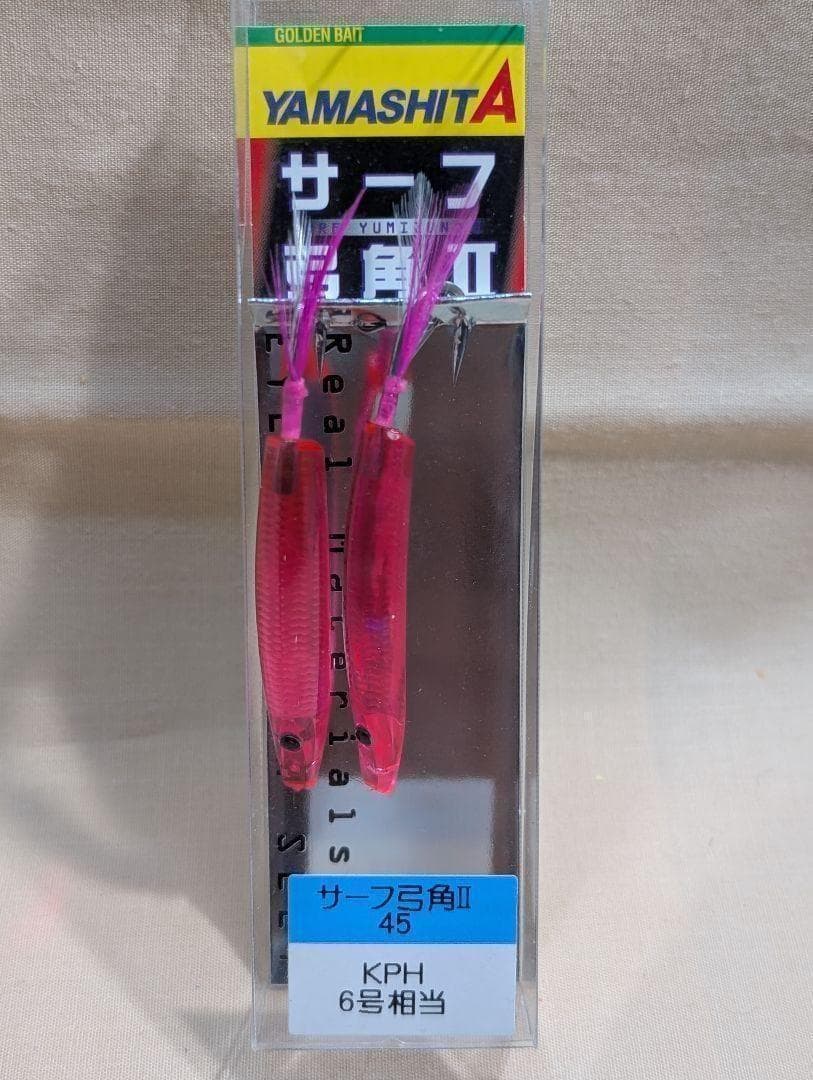 GOLDEN BAIT
YAMASHITA
サーフ
弓角Ⅱ
Real Materials
サーフ弓角Ⅱ
45
KPH
6号相当